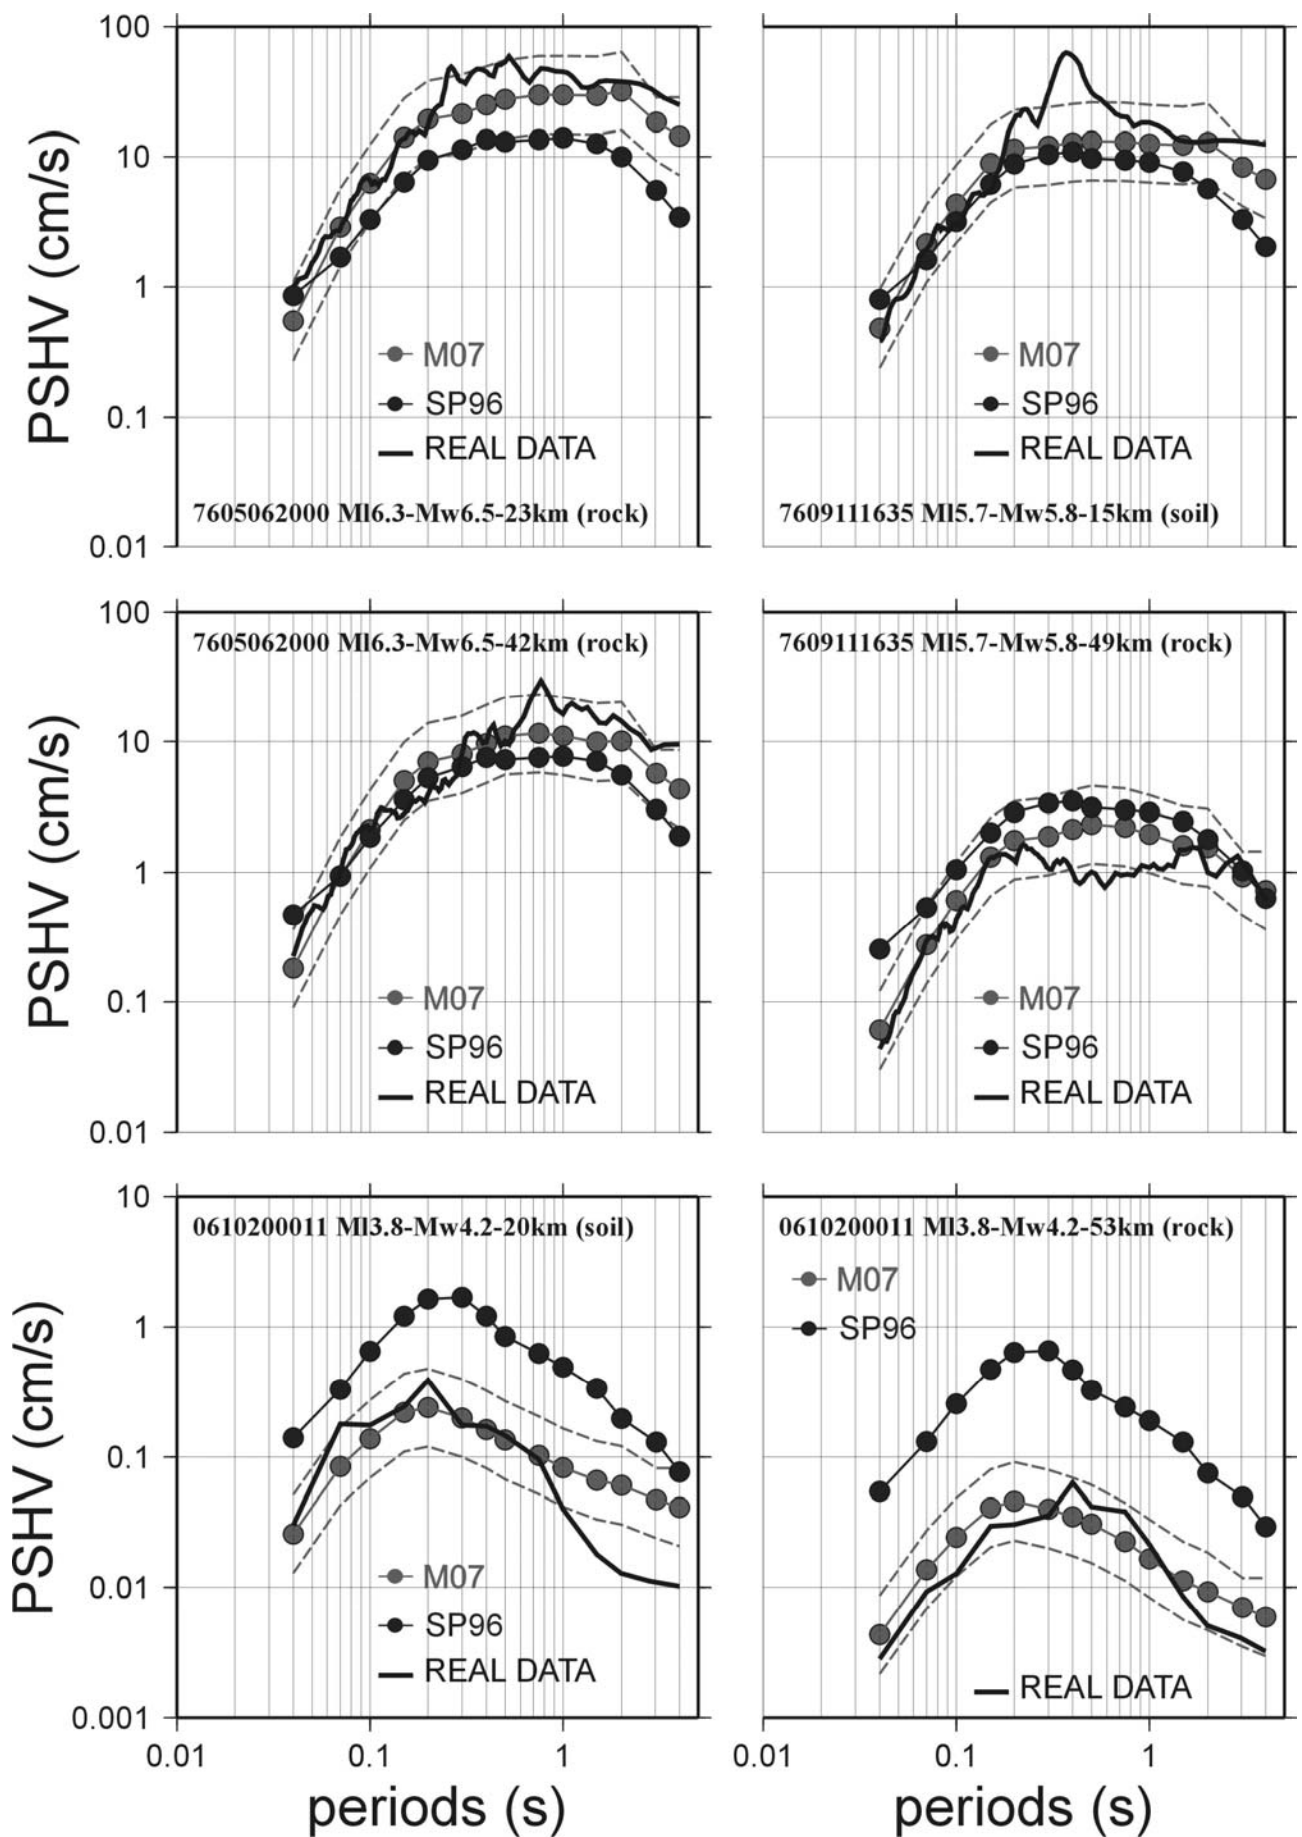 100
10
1
0.1
0.01
PSHV (cm/s)
M07
SP96
REAL DATA
7605062000 Ml6.3-Mw6.5-23km (rock)
M07
SP96
REAL DATA
7609111635 Ml5.7-Mw5.8-15km (soil)
100
10
1
0.1
0.01
PSHV (cm/s)
7605062000 Ml6.3-Mw6.5-42km (rock)
M07
SP96
REAL DATA
7609111635 Ml5.7-Mw5.8-49km (rock)
M07
SP96
REAL DATA
10
1
0.1
0.01
0.001
PSHV (cm/s)
0610200011 Ml3.8-Mw4.2-20km (soil)
M07
SP96
REAL DATA
0.01 0.1 1
periods (s)
0610200011 Ml3.8-Mw4.2-53km (rock)
M07
SP96
REAL DATA
0.01 0.1 1
periods (s)